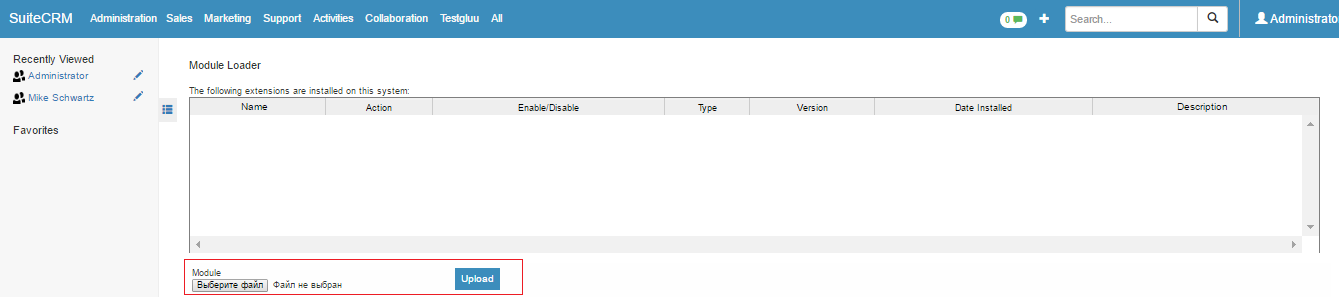 SuiteCRM Administration Sales Marketing Support Activities Collaboration Testgluu All 0 Search... Administrato
Recently Viewed
Administrator
Mike Schwartz
Favorites
Module Loader
The following extensions are installed on this system:
Name Action Enable/Disable Type Version Date Installed Description
Module
Выберите файл Файл не выбран Upload